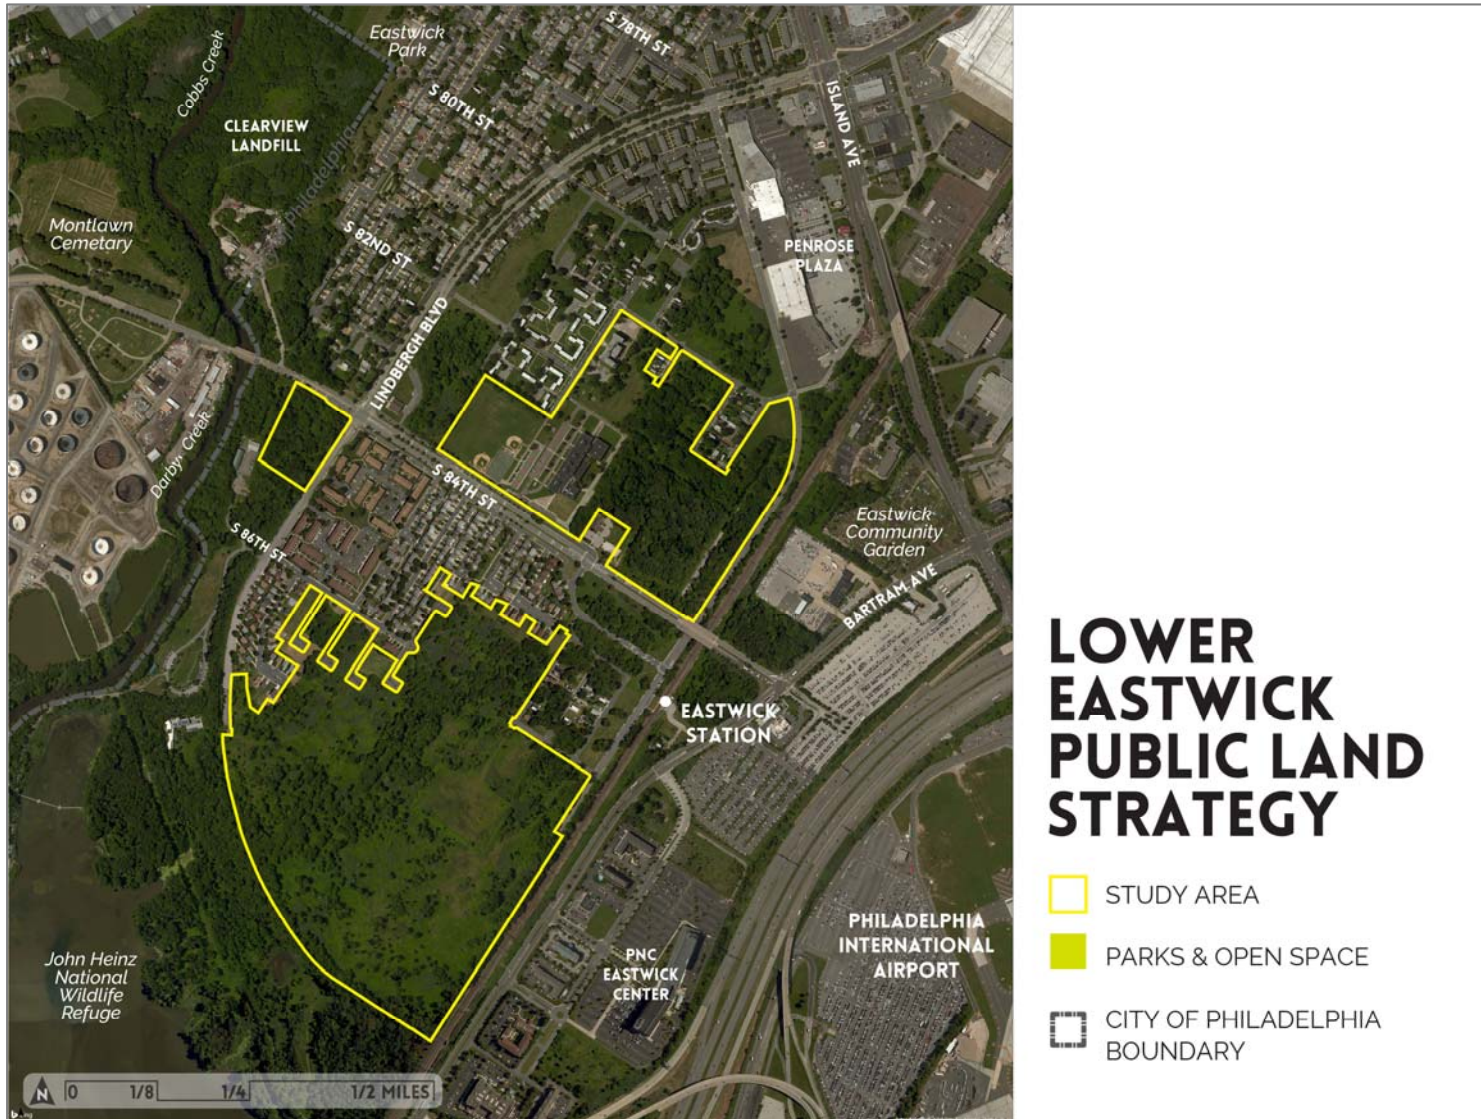 Eastwick
Park
S 78TH ST
Cobbs Creek
S 80TH ST
ISLAND AVE
CLEARVIEW
LANDFILL
Philadelphia
Montlawn
Cemetary
S 82ND ST
PENROSE
PLAZA
LINDBERGH BLVD
Darby Creek
S 84TH ST
S 86TH ST
Eastwick
Community
Garden
BARTRAM AVE
EASTWICK
STATION
PHILADELPHIA
INTERNATIONAL
AIRPORT
PNC
EASTWICK
CENTER
John Heinz
National
Wildlife
Refuge
N 0 1/8 1/4 1/2 MILES
LOWER
EASTWICK
PUBLIC LAND
STRATEGY
STUDY AREA
PARKS & OPEN SPACE
CITY OF PHILADELPHIA
BOUNDARY